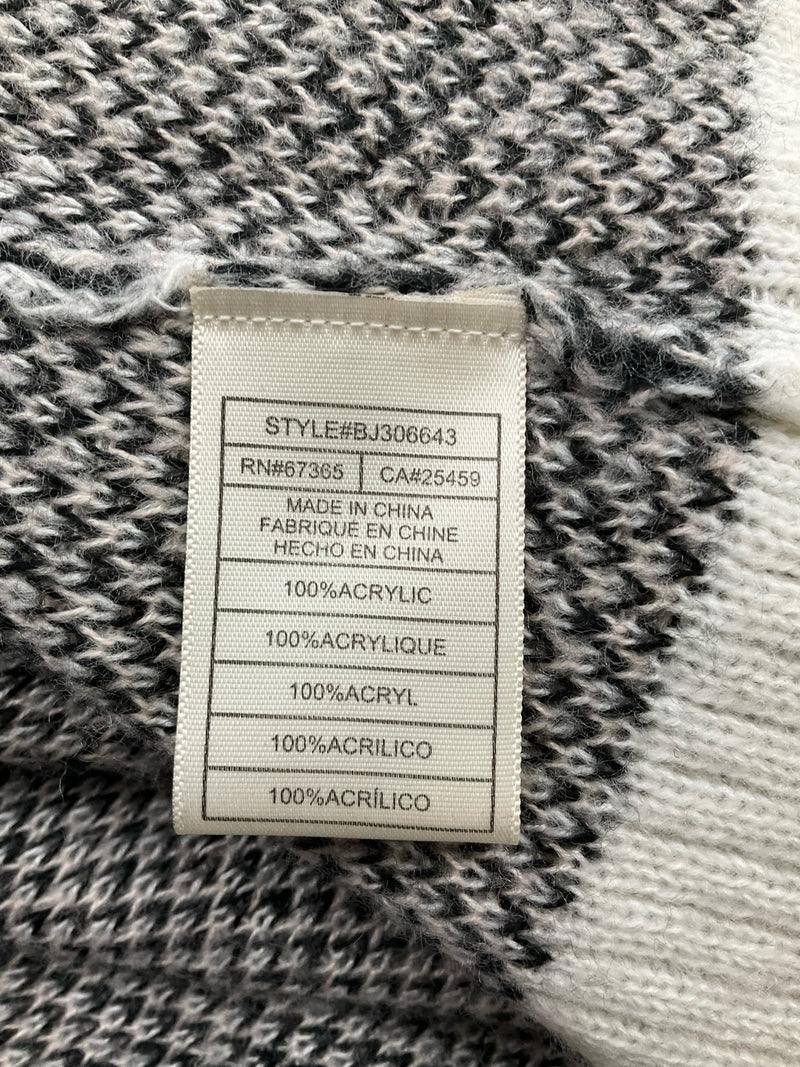 STYLE#BJ306643
RN#67365 CA#25459
MADE IN CHINA
FABRIQUE EN CHINE
HECHO EN CHINA
100%ACRYLIC
100%ACRYLIQUE
100%ACRYL
100%ACRILICO
100%ACRÍLICO